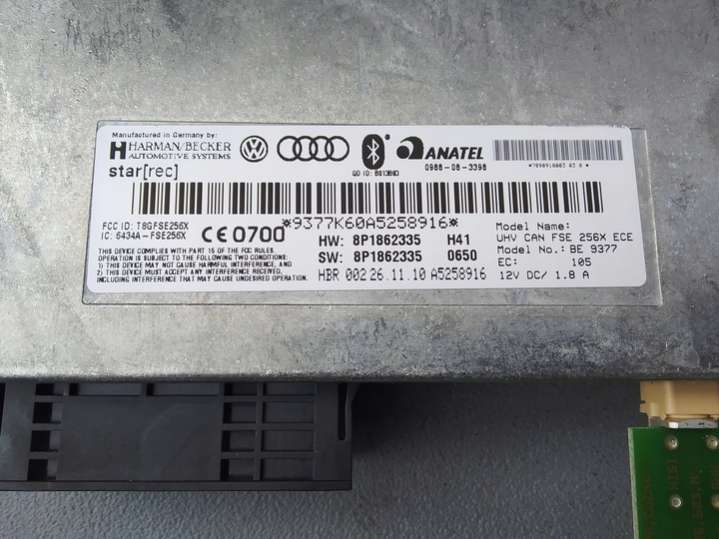 Manufactured in Germany by:
HARMAN/BECKER
AUTOMOTIVE SYSTEMS
star[rec]
ANATEL
0988-08-3398
*9377K60A5258916*
FCC ID: T8GFSE256X
IC: 6434A-FSE256X
CE 0700
THIS DEVICE COMPLIES WITH PART 15 OF THE FCC RULES
OPERATION IS SUBJECT TO THE FOLLOWING TWO CONDITIONS:
1) THIS DEVICE MAY NOT CAUSE HARMFUL INTERFERENCE, AND
2) THIS DEVICE MUST ACCEPT ANY INTERFERENCE RECEIVED,
INCLUDING INTERFERENCE THAT MAY CAUSE UNDESIRED OPERATION.
HW: 8P1862335 H41
SW: 8P1862335 0650
HBR 002 26.11.10 A5258916
Model Name:
UHV CAN FSE 256X ECE
Model No.: BE 9377
EC: 105
12V DC/ 1.8 A